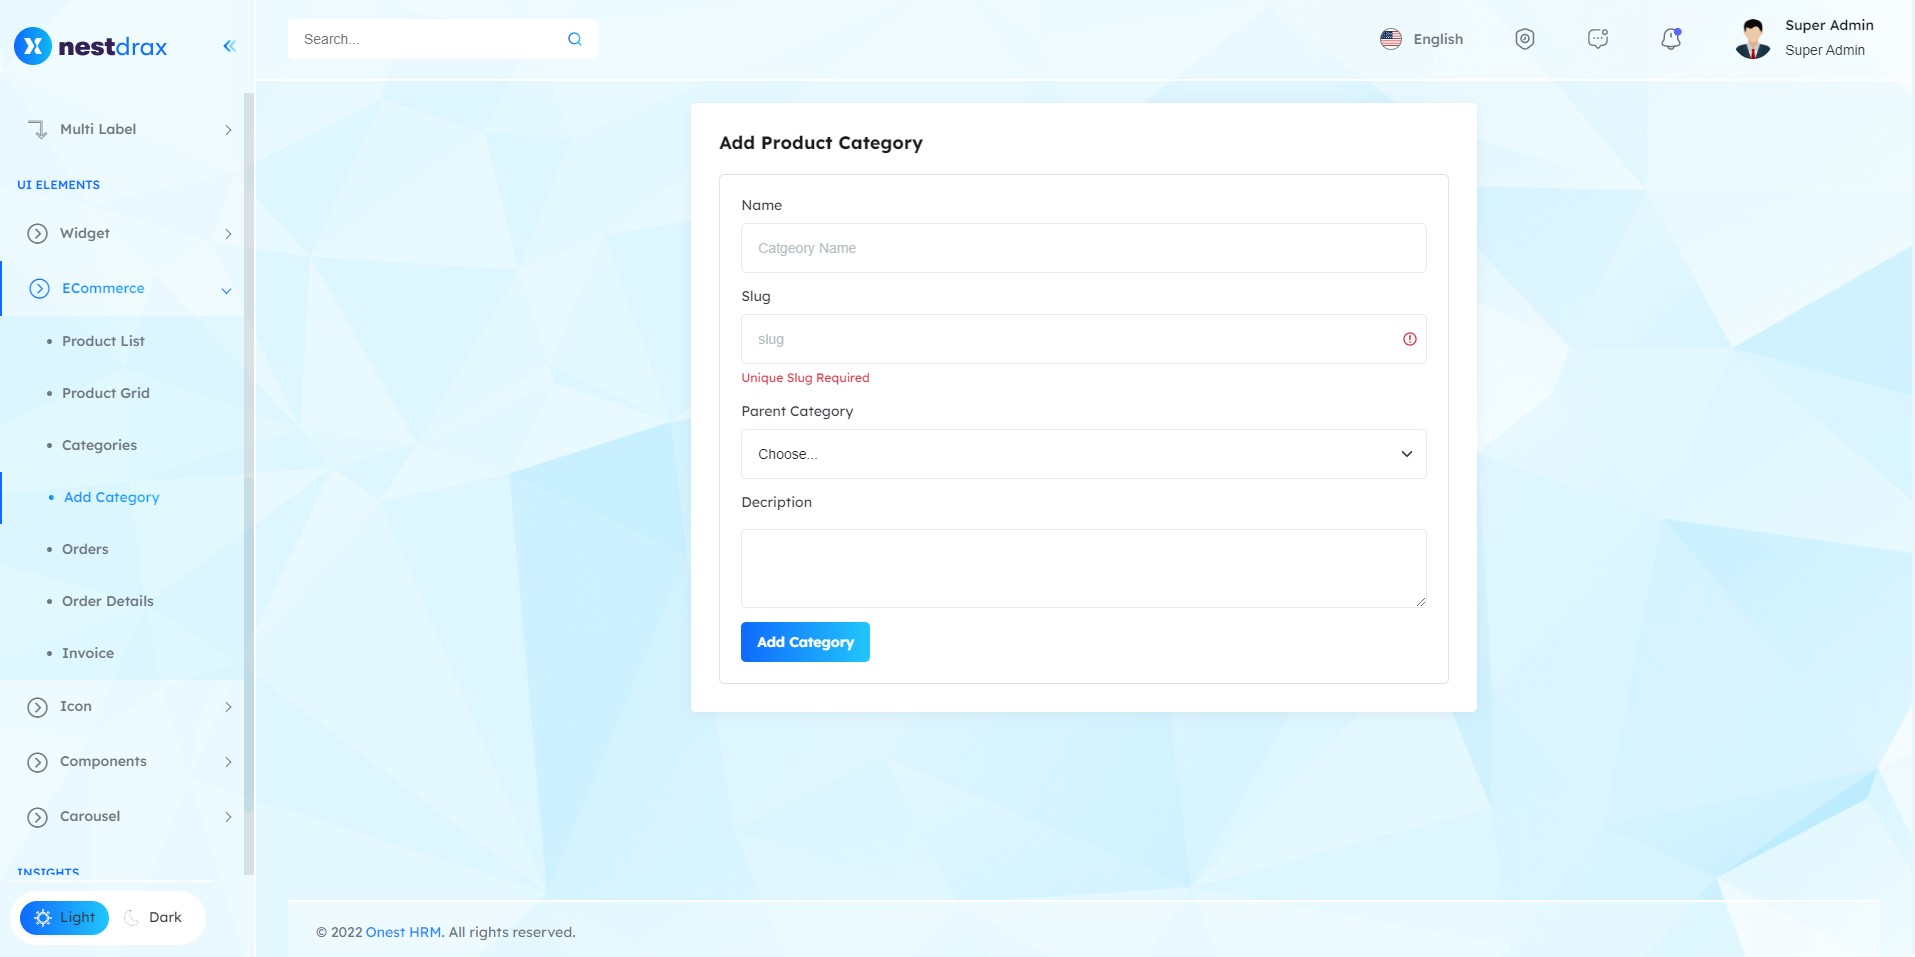 nestdrax
Search...
English
Super Admin
Super Admin
Multi Label
UI ELEMENTS
Widget
ECommerce
Product List
Product Grid
Categories
Add Category
Orders
Order Details
Invoice
Icon
Components
Carousel
INSIGHTS
Light
Dark
Add Product Category
Name
Catgeory Name
Slug
slug
Unique Slug Required
Parent Category
Choose...
Decription
Add Category
© 2022 Onest HRM. All rights reserved.